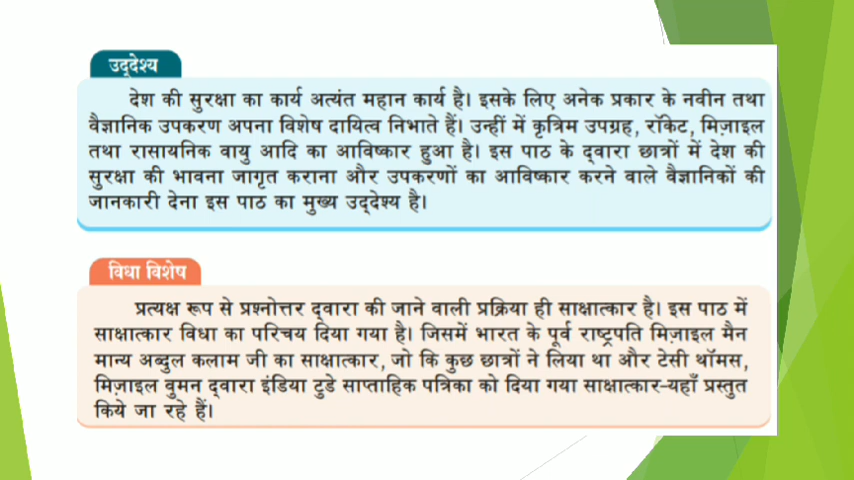 उद्देश्य
देश की सुरक्षा का कार्य अत्यंत महान कार्य है। इसके लिए अनेक प्रकार के नवीन तथा
वैज्ञानिक उपकरण अपना विशेष दायित्व निभाते हैं। उन्हीं में कृत्रिम उपग्रह, रॉकेट, मिज़ाइल
तथा रासायनिक वायु आदि का आविष्कार हुआ है। इस पाठ के द्वारा छात्रों में देश की
सुरक्षा की भावना जागृत कराना और उपकरणों का आविष्कार करने वाले वैज्ञानिकों की
जानकारी देना इस पाठ का मुख्य उद्देश्य है।
विधा विशेष
प्रत्यक्ष रूप से प्रश्नोत्तर द्वारा की जाने वाली प्रक्रिया ही साक्षात्कार है। इस पाठ में
साक्षात्कार विधा का परिचय दिया गया है। जिसमें भारत के पूर्व राष्ट्रपति मिज़ाइल मैन
मान्य अब्दुल कलाम जी का साक्षात्कार, जो कि कुछ छात्रों ने लिया था और टेसी थॉमस,
मिज़ाइल वुमन द्वारा इंडिया टुडे साप्ताहिक पत्रिका को दिया गया साक्षात्कार-यहाँ प्रस्तुत
किये जा रहे हैं।